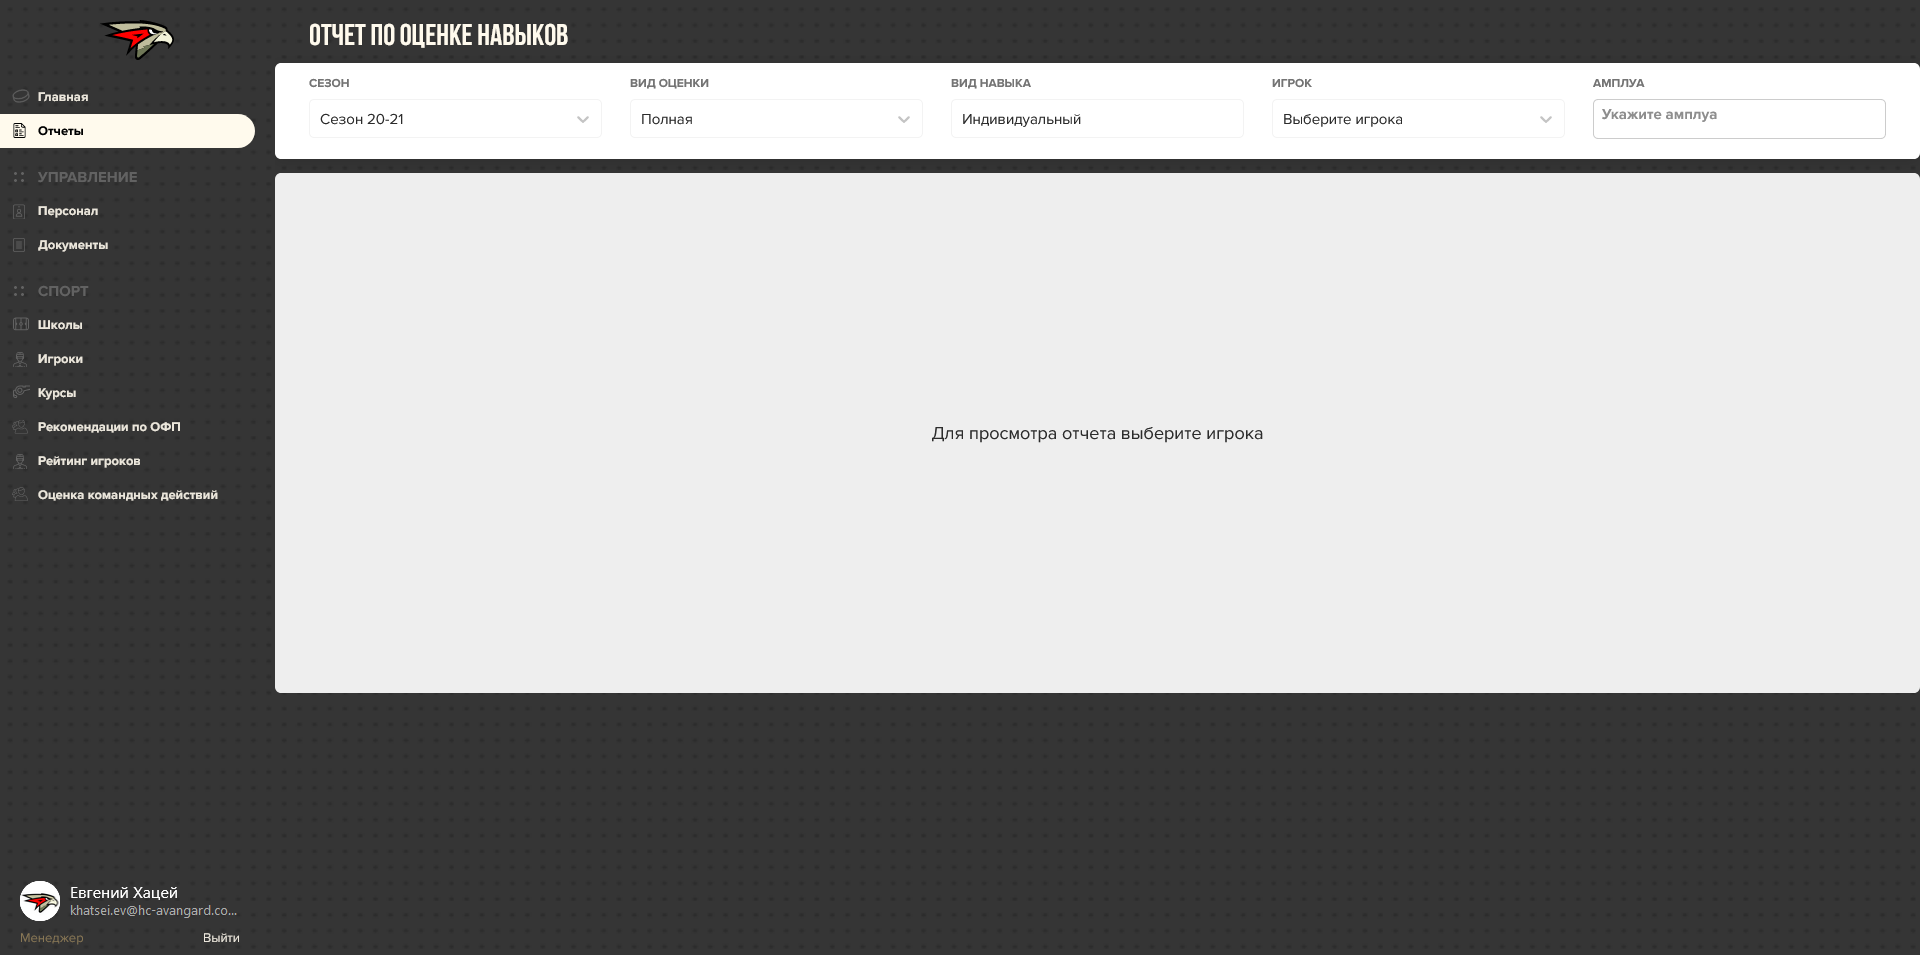 ОТЧЕТ ПО ОЦЕНКЕ НАВЫКОВ
Главная
Отчеты
УПРАВЛЕНИЕ
Персонал
Документы
СПОРТ
Школы
Игроки
Курсы
Рекомендации по ОФП
Рейтинг игроков
Оценка командных действий
Евгений Хацей
khatsei.ev@hc-avangard.co...
Менеджер
Выйти
СЕЗОН
Сезон 20-21
ВИД ОЦЕНКИ
Полная
ВИД НАВЫКА
Индивидуальный
ИГРОК
Выберите игрока
АМПЛУА
Укажите амплуа
Для просмотра отчета выберите игрока